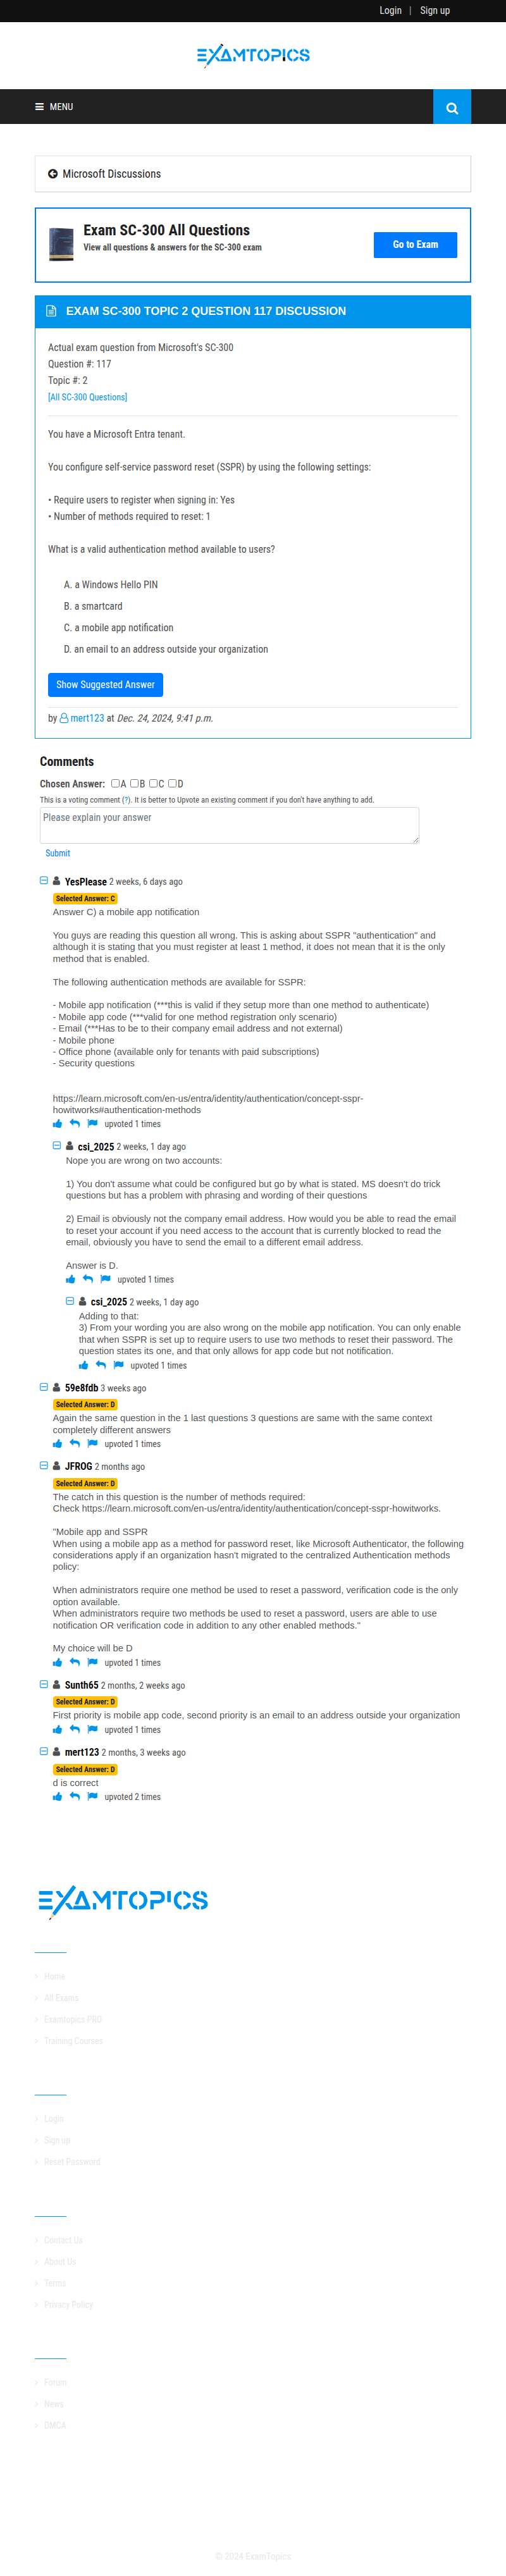 Login | Sign up
EXAMTOPICS
MENU
Microsoft Discussions
Exam SC-300 All Questions
View all questions & answers for the SC-300 exam
Go to Exam
EXAM SC-300 TOPIC 2 QUESTION 117 DISCUSSION
Actual exam question from Microsoft's SC-300
Question #: 117
Topic #: 2
[All SC-300 Questions]
You have a Microsoft Entra tenant.
You configure self-service password reset (SSPR) by using the following settings:
• Require users to register when signing in: Yes
• Number of methods required to reset: 1
What is a valid authentication method available to users?
A. a Windows Hello PIN
B. a smartcard
C. a mobile app notification
D. an email to an address outside your organization
Show Suggested Answer
by mert123 at Dec. 24, 2024, 9:41 p.m.
Comments
Chosen Answer: A B C D
This is a voting comment (?). It is better to Upvote an existing comment if you don't have anything to add.
Please explain your answer
Submit
YesPlease 2 weeks, 6 days ago
Selected Answer: C
Answer C) a mobile app notification
You guys are reading this question all wrong. This is asking about SSPR "authentication" and
although it is stating that you must register at least 1 method, it does not mean that it is the only
method that is enabled.
The following authentication methods are available for SSPR:
- Mobile app notification (***this is valid if they setup more than one method to authenticate)
- Mobile app code (***valid for one method registration only scenario)
- Email (***Has to be to their company email address and not external)
- Mobile phone
- Office phone (available only for tenants with paid subscriptions)
- Security questions
https://learn.microsoft.com/en-us/entra/identity/authentication/concept-sspr-
howitworks#authentication-methods
upvoted 1 times
csi_2025 2 weeks, 1 day ago
Nope you are wrong on two accounts:
1) You don't assume what could be configured but go by what is stated. MS doesn't do trick
questions but has a problem with phrasing and wording of their questions
2) Email is obviously not the company email address. How would you be able to read the email
to reset your account if you need access to the account that is currently blocked to read the
email, obviously you have to send the email to a different email address.
Answer is D.
upvoted 1 times
csi_2025 2 weeks, 1 day ago
Adding to that:
3) From your wording you are also wrong on the mobile app notification. You can only enable
that when SSPR is set up to require users to use two methods to reset their password. The
question states its one, and that only allows for app code but not notification.
upvoted 1 times
59e8fdb 3 weeks ago
Selected Answer: D
Again the same question in the 1 last questions 3 questions are same with the same context
completely different answers
upvoted 1 times
JFROG 2 months ago
Selected Answer: D
The catch in this question is the number of methods required:
Check https://learn.microsoft.com/en-us/entra/identity/authentication/concept-sspr-howitworks.
"Mobile app and SSPR
When using a mobile app as a method for password reset, like Microsoft Authenticator, the following
considerations apply if an organization hasn't migrated to the centralized Authentication methods
policy:
When administrators require one method be used to reset a password, verification code is the only
option available.
When administrators require two methods be used to reset a password, users are able to use
notification OR verification code in addition to any other enabled methods."
My choice will be D
upvoted 1 times
Sunth65 2 months, 2 weeks ago
Selected Answer: D
First priority is mobile app code, second priority is an email to an address outside your organization
upvoted 1 times
mert123 2 months, 3 weeks ago
Selected Answer: D
d is correct
upvoted 2 times
EXAMTOPICS
Home
All Exams
Examtopics PRO
Training Courses
Login
Sign up
Reset Password
Contact Us
About Us
Terms
Privacy Policy
Forum
News
DMCA
© 2024 ExamTopics